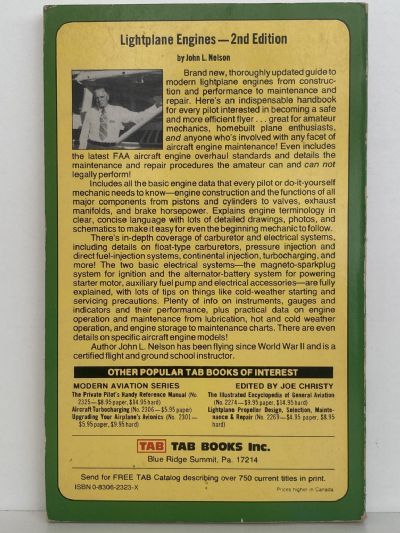 Lightplane Engines—2nd Edition
by John L. Nelson
Brand new, thoroughly updated guide to
modern lightplane engines from construc-
tion and performance to maintenance and
repair. Here's an indispensable handbook
for every pilot interested in becoming a safe
and more efficient flyer . . . great for amateur
mechanics, homebuilt plane enthusiasts,
and anyone who's involved with any facet of
aircraft engine maintenance! Even includes
the latest FAA aircraft engine overhaul standards and details the
maintenance and repair procedures the amateur can and can not
legally perform!
Includes all the basic engine data that every pilot or do-it-yourself
mechanic needs to know—engine construction and the functions of all
major components from pistons and cylinders to valves, exhaust
manifolds, and brake horsepower. Explains engine terminology in
clear, concise language with lots of detailed drawings, photos, and
schematics to make it easy for even the beginning mechanic to follow.
There's in-depth coverage of carburetor and electrical systems,
including details on float-type carburetors, pressure injection and
direct fuel-injection systems, continental injection, turbocharging, and
more! The two basic electrical systems—the magneto-sparkplug
system for ignition and the alternator-battery system for powering
starter motor, auxiliary fuel pump and electrical accessories—are fully
explained, with lots of tips on things like cold-weather starting and
servicing precautions. Plenty of info on instruments, gauges and
indicators and their performance, plus practical data on engine
operation and maintenance from lubrication, hot and cold weather
operation, and engine storage to maintenance charts. There are even
details on specific aircraft engine models!
Author John L. Nelson has been flying since World War II and is a
certified flight and ground school instructor.
OTHER POPULAR TAB BOOKS OF INTEREST
MODERN AVIATION SERIES
The Private Pilot's Handy Reference Manual (No.
2325—$8.95 paper, $14.95 hard)
Aircraft Turbocharging (No. 2306—$5.95 paper)
Upgrading Your Airplane's Avionics (No. 2301—
$5.95 paper, $9.95 hard)
EDITED BY JOE CHRISTY
The Illustrated Encyclopedia of General Aviation
(No. 2274—$9.95 paper, $14.95 hard)
Lightplane Propeller Design, Selection, Mainte-
nance & Repair (No. 2269—$4.95 paper, $8.95
hard)
TAB TAB BOOKS Inc.
Blue Ridge Summit, Pa. 17214
Send for FREE TAB Catalog describing over 750 current titles in print.
ISBN 0-8306-2323-X
Prices higher in Canada